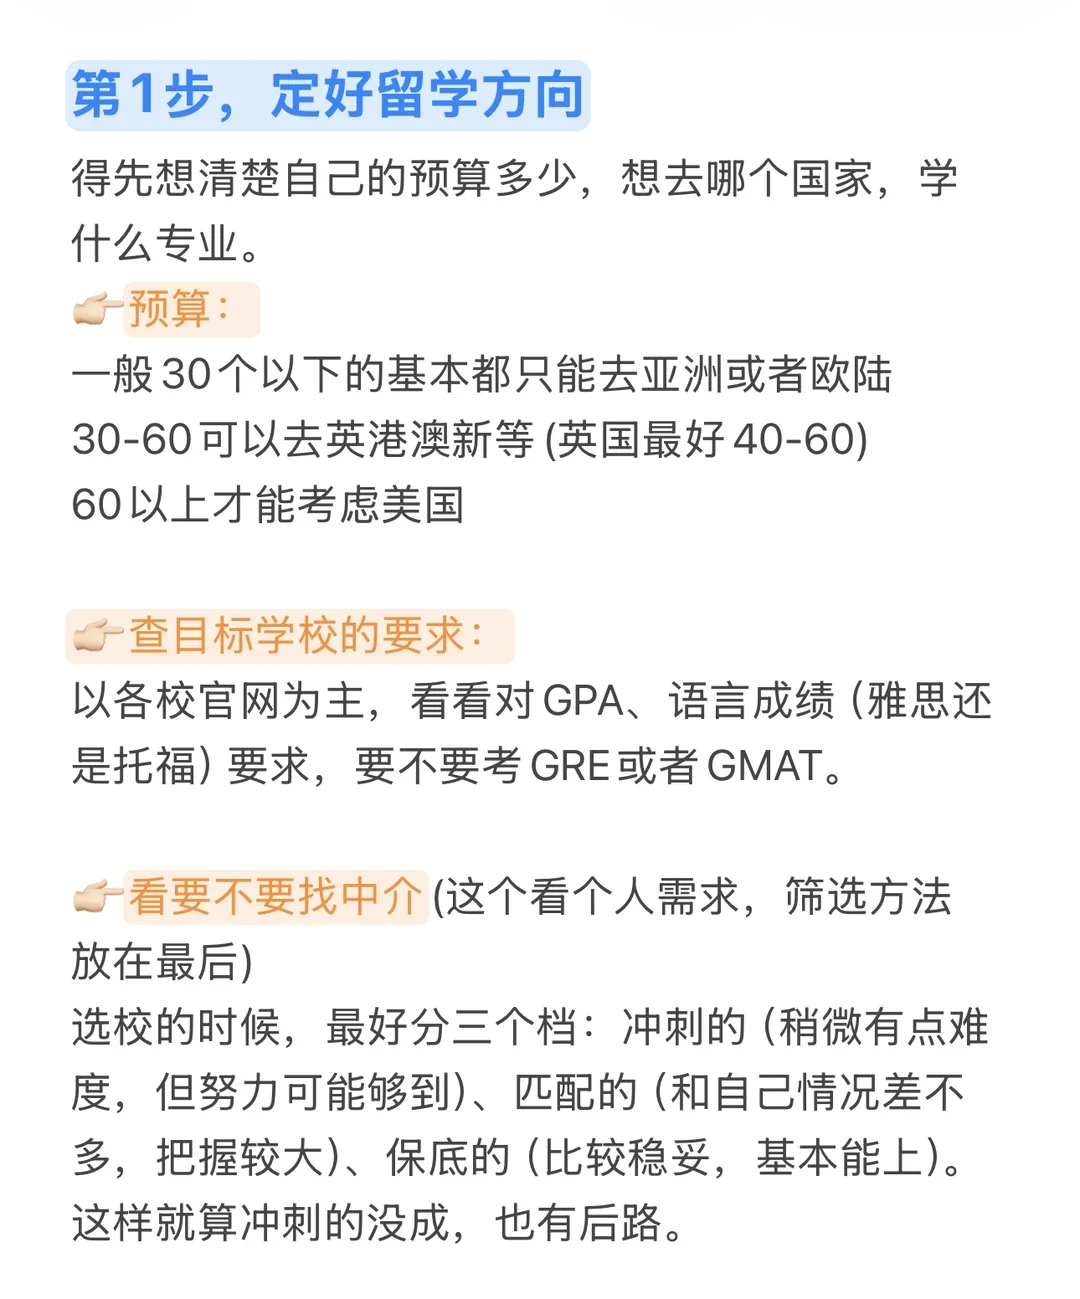 第1步，定好留学方向
得先想清楚自己的预算多少，想去哪个国家，学
什么专业。
👉🏻预算：
一般30个以下的基本都只能去亚洲或者欧陆
30-60可以去英港澳新等(英国最好40-60)
60以上才能考虑美国
👉🏻查目标学校的要求：
以各校官网为主，看看对GPA、语言成绩（雅思还
是托福）要求，要不要考GRE或者GMAT。
👉🏻看要不要找中介(这个看个人需求，筛选方法
放在最后)
选校的时候，最好分三个档：冲刺的（稍微有点难
度，但努力可能够到）、匹配的（和自己情况差不
多，把握较大）、保底的（比较稳妥，基本能上）。
这样就算冲刺的没成，也有后路。